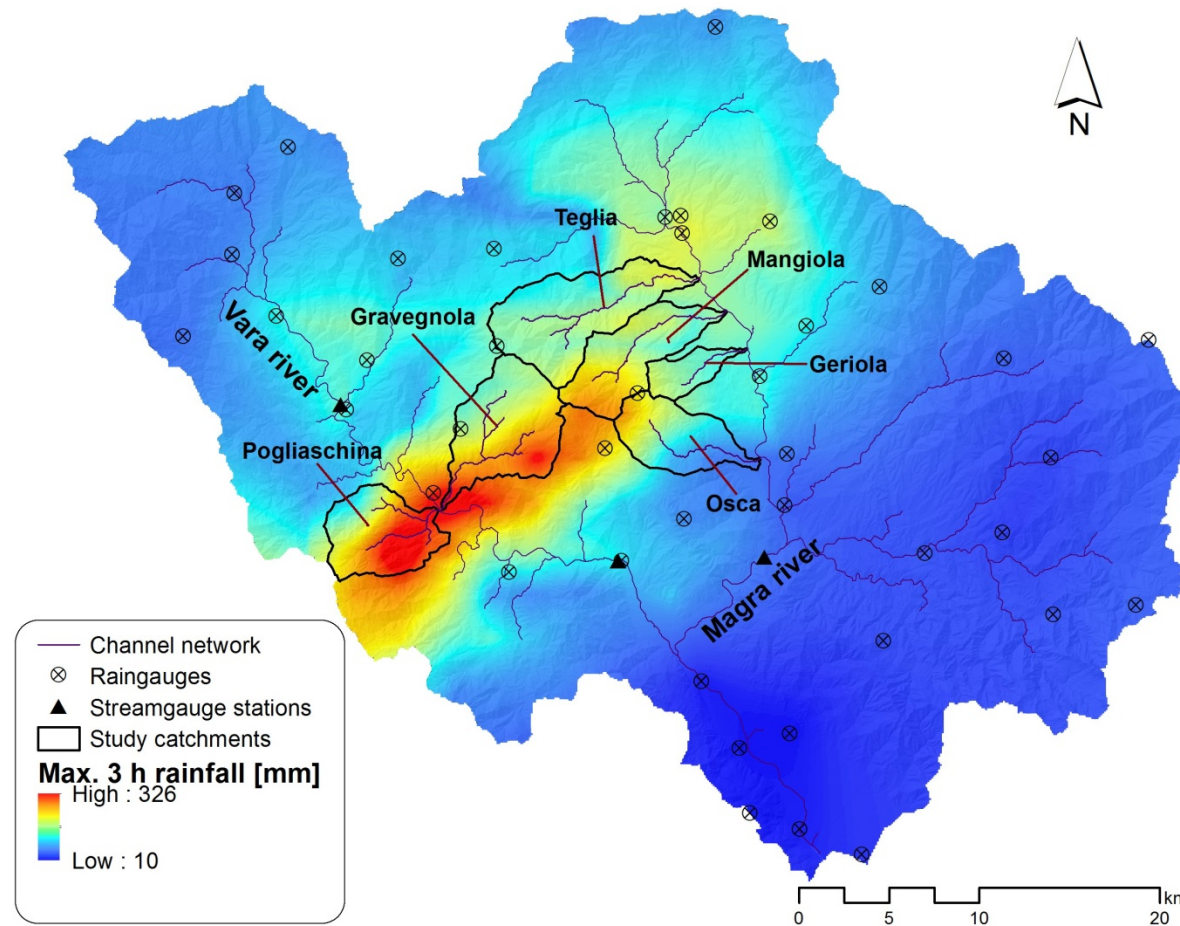 N
Teglia
Mangiola
Gravegnola
Vara river
Geriola
Pogliaschina
Osca
Magra river
Channel network
Raingauges
Streamgauge stations
Study catchments
Max. 3 h rainfall [mm]
High : 326
Low : 10
km
0 5 10 20